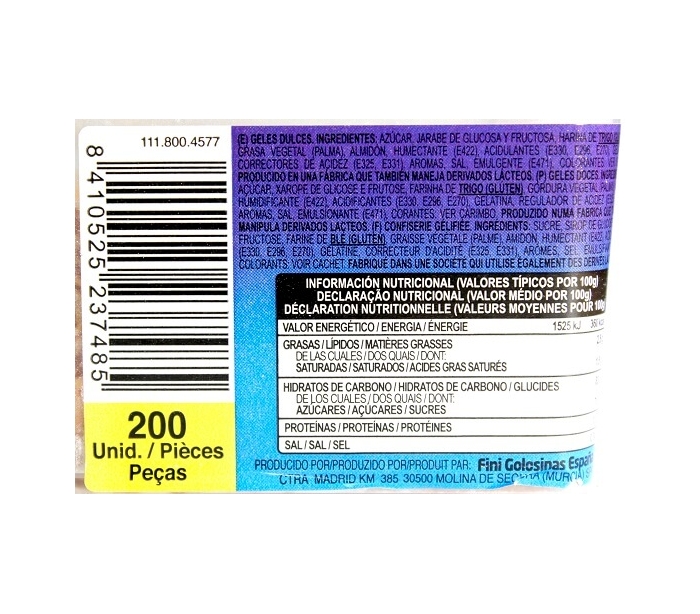 111.800.4577
8 410525 237485
200
Unid. / Pièces
Peças
(E) GELES DULCES. INGREDIENTES: AZÚCAR, JARABE DE GLUCOSA Y FRUCTOSA, HARINA DE TRIGO
GRASA VEGETAL (PALMA), ALMIDÓN, HUMECTANTE (E422), ACIDULANTES (E330, E296,
CORRECTORES DE ACIDEZ (E325, E331), AROMAS, SAL, EMULGENTE (E471), COLORANTES
PRODUCIDO EN UNA FÁBRICA QUE TAMBIÉN MANEJA DERIVADOS LÁCTEOS. (P) GELES DOCES.
AÇUCAR, XAROPE DE GLICOSE E FRUTOSE, FARINHA DE TRIGO (GLÚTEN), GORDURA VEGETAL
HUMIDIFICANTE (E422), ACIDIFICANTES (E330, E296, E270), GELATINA, REGULADOR DE ACIDEZ
AROMAS, SAL, EMULSIONANTE (E471), CORANTES. VER CARIMBO. PRODUZIDO NUMA FABRICA
MANIPULA DERIVADOS LACTEOS. (F) CONFISERIE GÉLIFIÉE. INGRÉDIENTS: SUCRE, SIROP
FRUCTOSE, FARINE DE BLÉ (GLUTEN), GRAISSE VEGETALE (PALME), AMIDON, HUMECTANT
(E330, E296, E270), GELATINE, CORRECTEUR D'ACIDITÉ (E325, E331), ARÔMES, SEL,
COLORANTS. VOIR CACHET. FABRIQUÉ DANS UNE SOCIÉTÉ QUI UTILISE ÉGALEMENT DES
INFORMACIÓN NUTRICIONAL (VALORES TÍPICOS POR 100g)
DECLARAÇÃO NUTRICIONAL (VALOR MÉDIO POR 100g)
DÉCLARATION NUTRITIONNELLE (VALEURS MOYENNES POUR 100g
VALOR ENERGÉTICO / ENERGIA / ÉNERGIE 1525 kJ
GRASAS / LÍPIDOS / MATIÈRES GRASSES
DE LAS CUALES / DOS QUAIS / DONT:
SATURADAS / SATURADOS / ACIDES GRAS SATURÉS
HIDRATOS DE CARBONO / HIDRATOS DE CARBONO / GLUCIDES
DE LOS CUALES / DOS QUAIS / DONT:
AZÚCARES / AÇÚCARES / SUCRES
PROTEÍNAS / PROTEÍNAS / PROTÉINES
SAL / SAL / SEL
PRODUCIDO POR/PRODUZIDO POR/PRODUIT PAR: Fini Golosinas
CTRA MADRID KM 385 30500 MOLINA DE